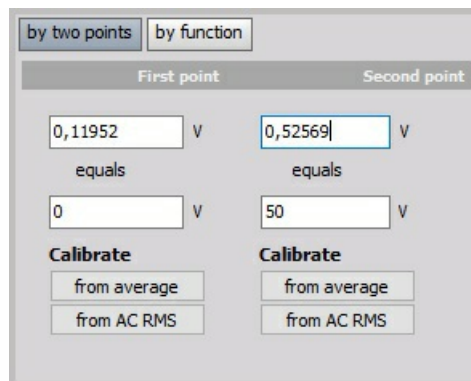 by two points by function
First point Second point
0,11952 V 0,52569 V
equals equals
0 V 50 V
Calibrate Calibrate
from average from average
from AC RMS from AC RMS